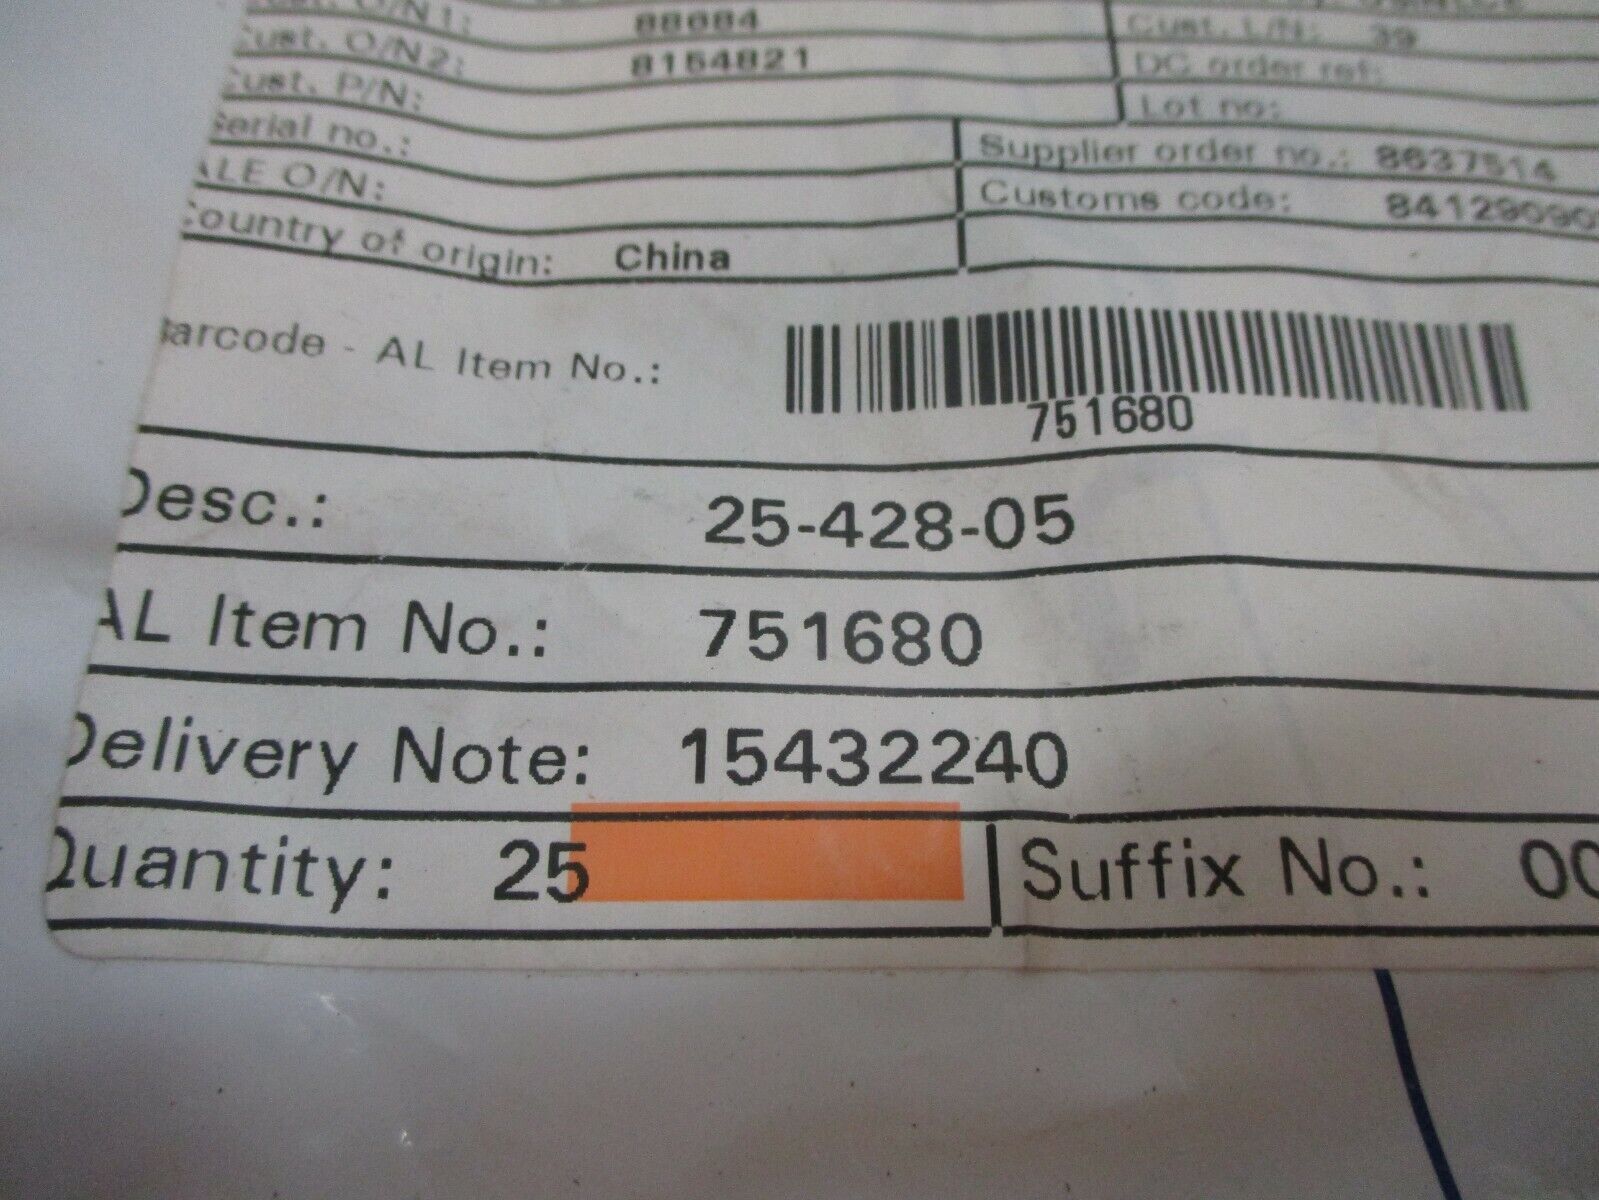 O/N1: 88684
Cust. L/N: 39
Cust. O/N2: 8154821
DC order ref:
Cust. P/N:
Lot no:
Serial no.:
Supplier order no.: 8637514
ALE O/N:
Customs code: 84129090
Country of origin: China
Barcode - AL Item No.:
751680
Desc.: 25-428-05
AL Item No.: 751680
Delivery Note: 15432240
Quantity: 25
Suffix No.: 00